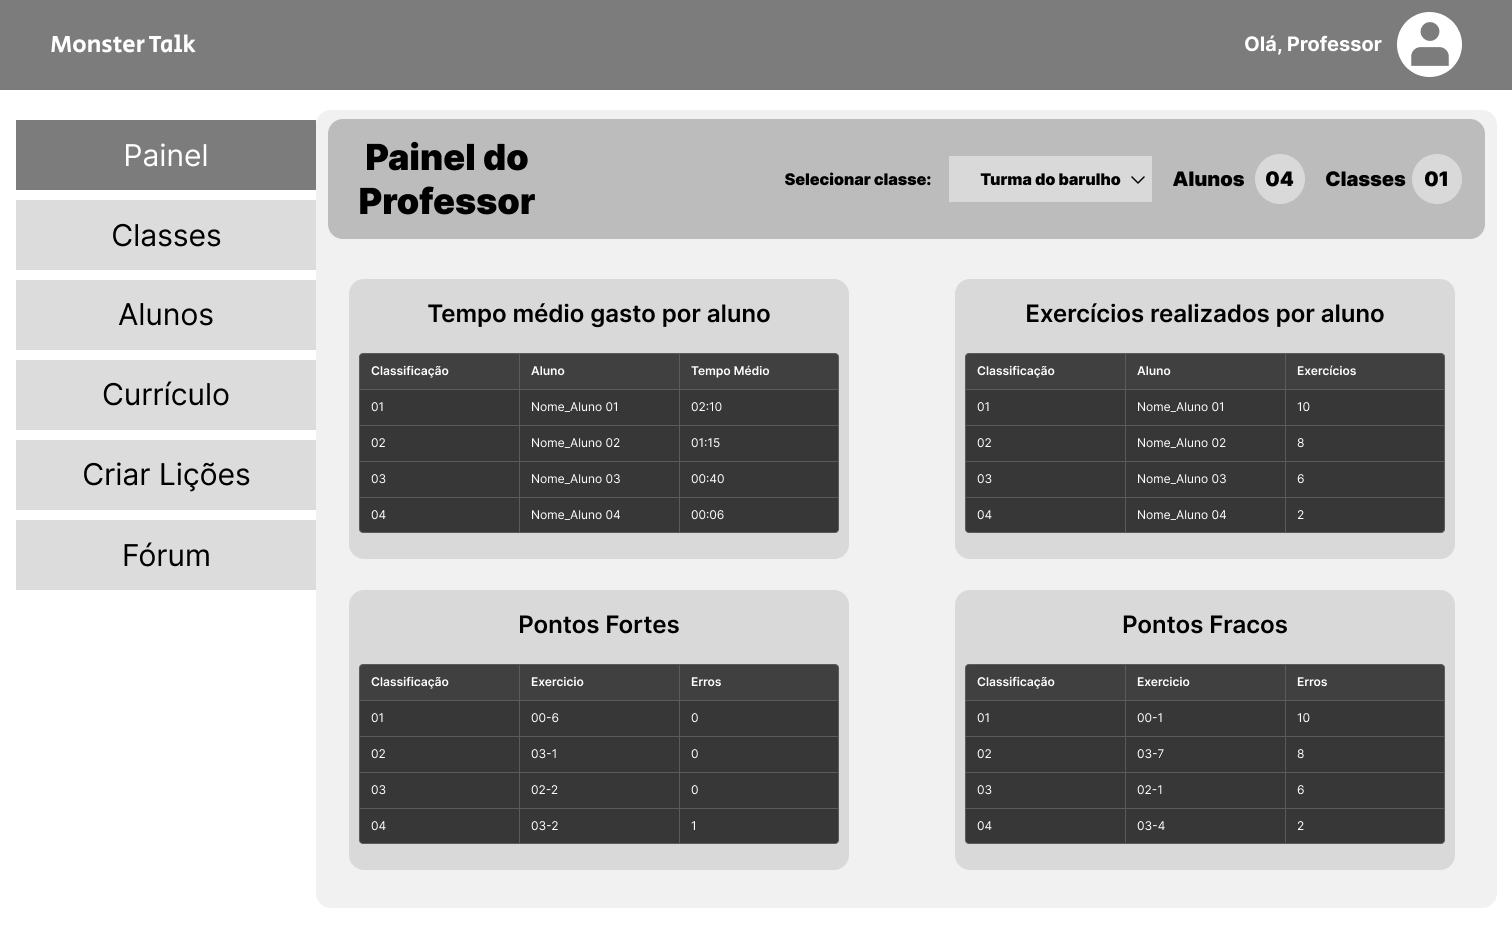 Monster Talk
Olá, Professor
Painel
Classes
Alunos
Currículo
Criar Lições
Fórum
Painel do
Professor
Selecionar classe:
Turma do barulho
Alunos 04
Classes 01
Tempo médio gasto por aluno
Classificação Aluno Tempo Médio
01 Nome_Aluno 01 02:10
02 Nome_Aluno 02 01:15
03 Nome_Aluno 03 00:40
04 Nome_Aluno 04 00:06
Exercícios realizados por aluno
Classificação Aluno Exercícios
01 Nome_Aluno 01 10
02 Nome_Aluno 02 8
03 Nome_Aluno 03 6
04 Nome_Aluno 04 2
Pontos Fortes
Classificação Exercicio Erros
01 00-6 0
02 03-1 0
03 02-2 0
04 03-2 1
Pontos Fracos
Classificação Exercicio Erros
01 00-1 10
02 03-7 8
03 02-1 6
04 03-4 2